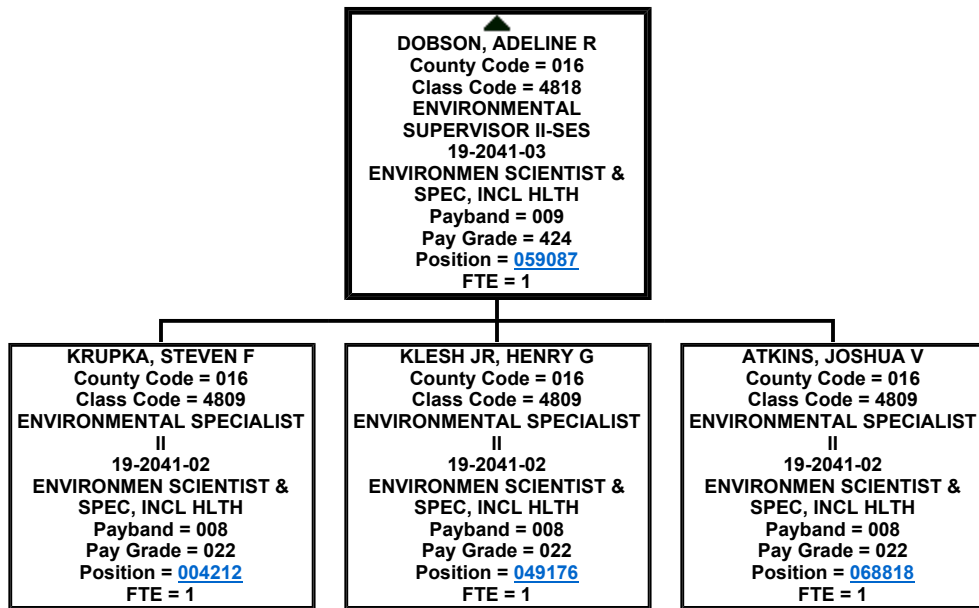 DOBSON, ADELINE R
County Code = 016
Class Code = 4818
ENVIRONMENTAL
SUPERVISOR II-SES
19-2041-03
ENVIRONMEN SCIENTIST &
SPEC, INCL HLTH
Payband = 009
Pay Grade = 424
Position = 059087
FTE = 1
KRUPKA, STEVEN F
County Code = 016
Class Code = 4809
ENVIRONMENTAL SPECIALIST
II
19-2041-02
ENVIRONMEN SCIENTIST &
SPEC, INCL HLTH
Payband = 008
Pay Grade = 022
Position = 004212
FTE = 1
KLESH JR, HENRY G
County Code = 016
Class Code = 4809
ENVIRONMENTAL SPECIALIST
II
19-2041-02
ENVIRONMEN SCIENTIST &
SPEC, INCL HLTH
Payband = 008
Pay Grade = 022
Position = 049176
FTE = 1
ATKINS, JOSHUA V
County Code = 016
Class Code = 4809
ENVIRONMENTAL SPECIALIST
II
19-2041-02
ENVIRONMEN SCIENTIST &
SPEC, INCL HLTH
Payband = 008
Pay Grade = 022
Position = 068818
FTE = 1